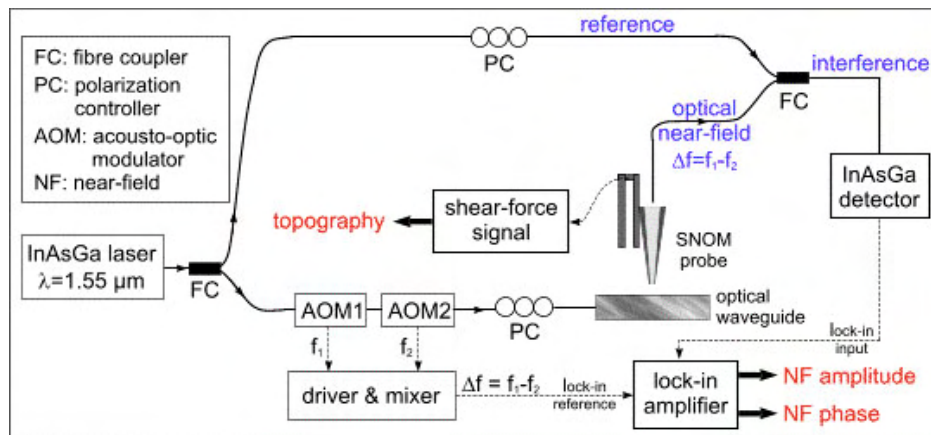 FC: fibre coupler
PC: polarization
controller
AOM: acousto-optic
modulator
NF: near-field
reference
PC
interference
FC
optical
near-field
Δf=f₁-f₂
InAsGa
detector
shear-force
signal
topography
SNOM
probe
InAsGa laser
λ=1.55 µm
FC
AOM1
AOM2
PC
optical
waveguide
f₁
f₂
lock-in
input
driver & mixer
Δf = f₁-f₂
lock-in
reference
lock-in
amplifier
NF amplitude
NF phase